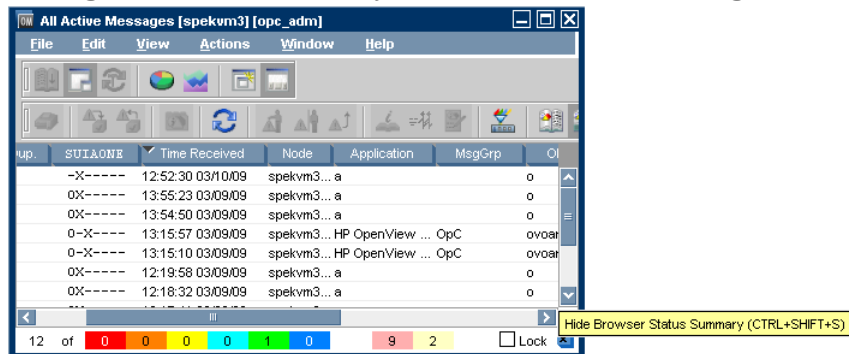 All Active Messages [spekvm3] [opc_adm]
File Edit View Actions Window Help
up. SUIAONE Time Received Node Application MsgGrp Ol
-X----- 12:52:30 03/10/09 spekvm3... a o
0X----- 13:55:23 03/09/09 spekvm3... a o
0X----- 13:54:50 03/09/09 spekvm3... a o
0-X---- 13:15:57 03/09/09 spekvm3... HP OpenView ... OpC ovoar
0-X---- 13:15:10 03/09/09 spekvm3... HP OpenView ... OpC ovoar
0X----- 12:19:58 03/09/09 spekvm3... a o
0X----- 12:18:32 03/09/09 spekvm3... a o
12 of 0 0 0 0 1 0 9 2 Lock
Hide Browser Status Summary (CTRL+SHIFT+S)